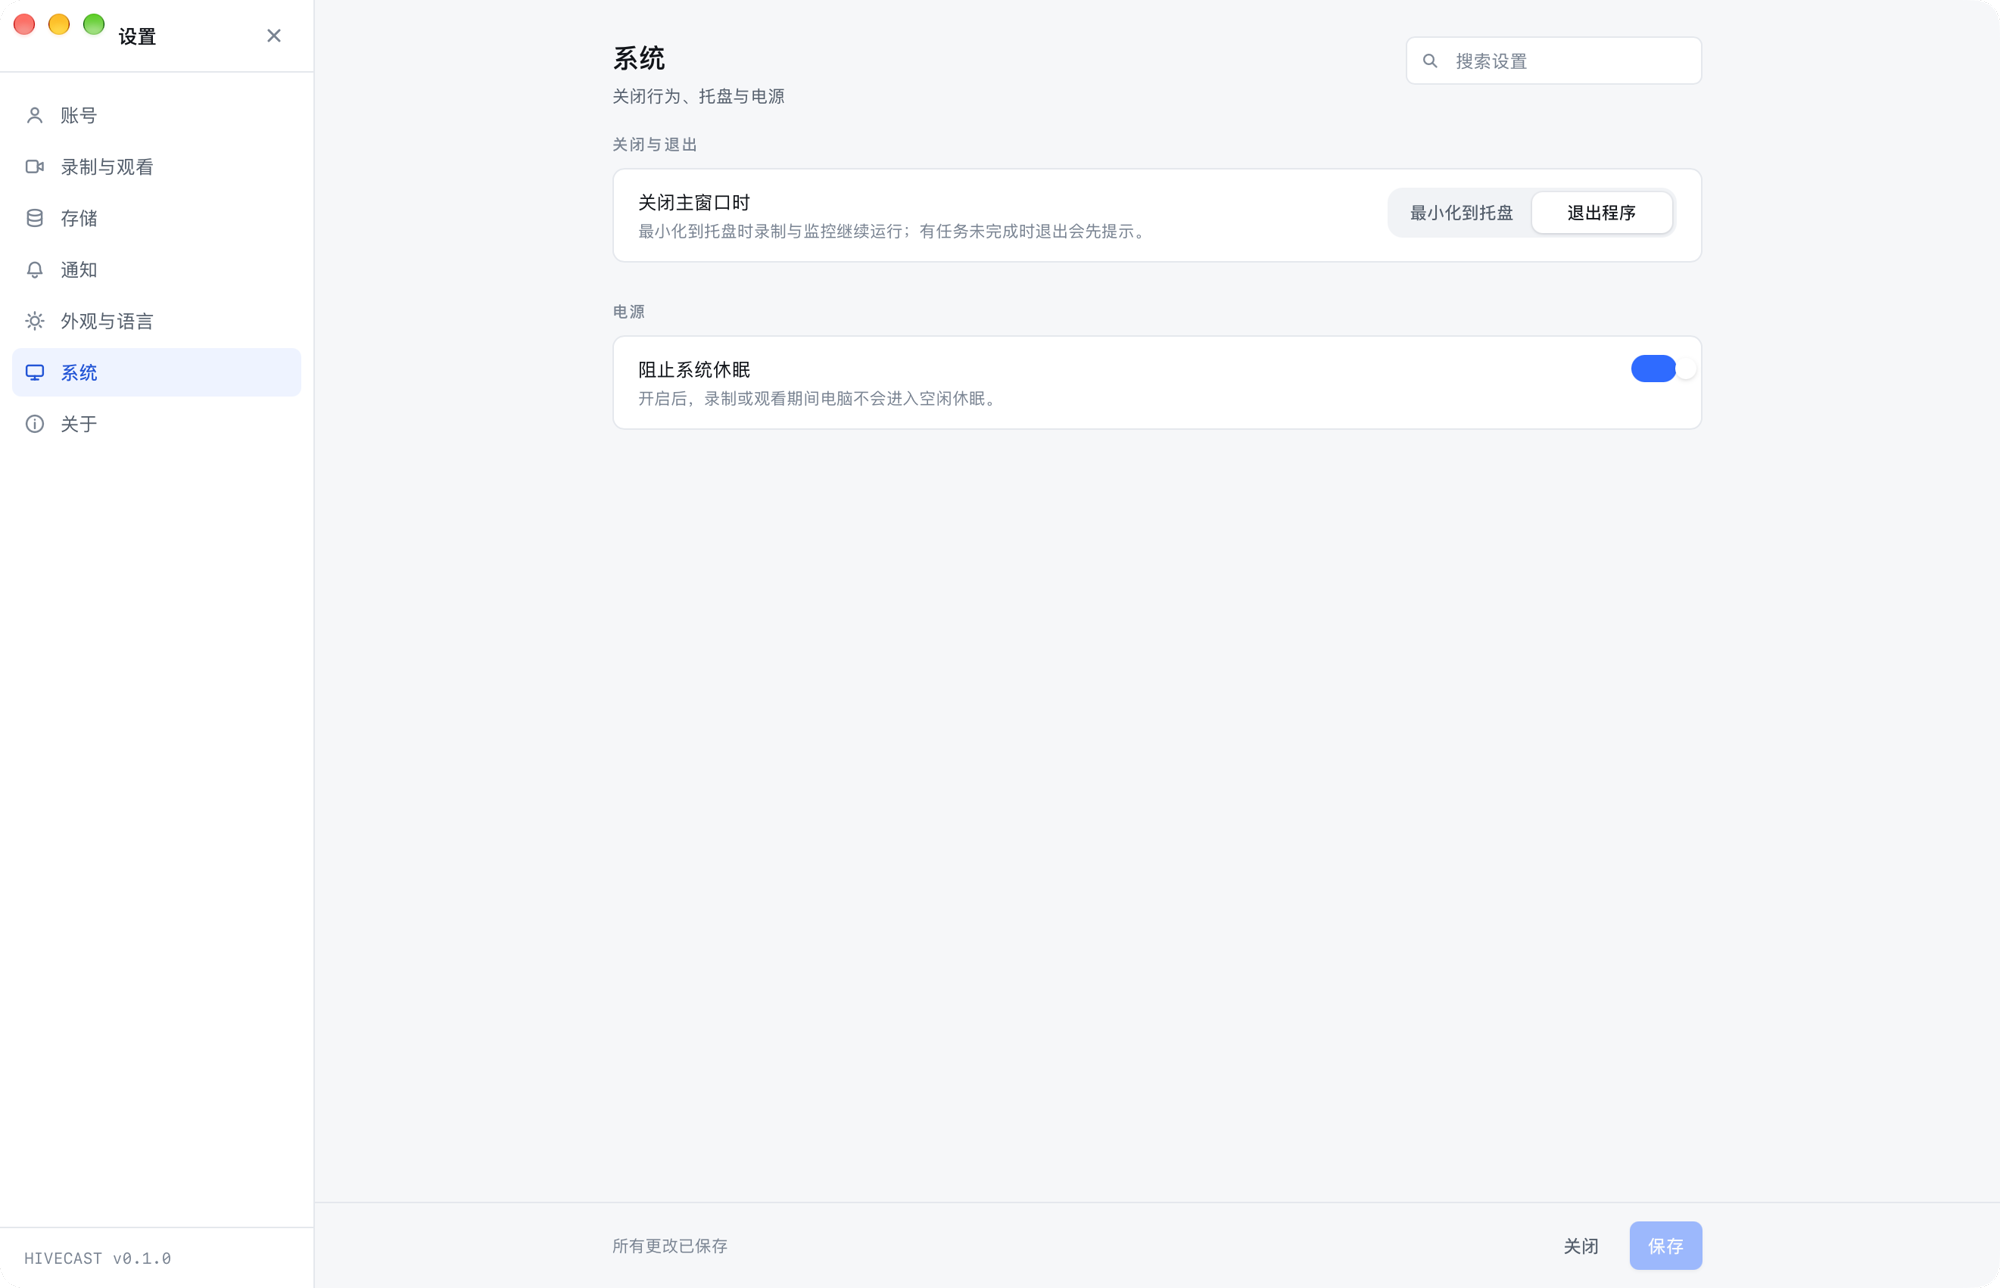 设置
账号
录制与观看
存储
通知
外观与语言
系统
关于
HIVECAST v0.1.0
系统
关闭行为、托盘与电源
搜索设置
关闭与退出
关闭主窗口时
最小化到托盘时录制与监控继续运行；有任务未完成时退出会先提示。
最小化到托盘
退出程序
电源
阻止系统休眠
开启后，录制或观看期间电脑不会进入空闲休眠。
所有更改已保存
关闭
保存